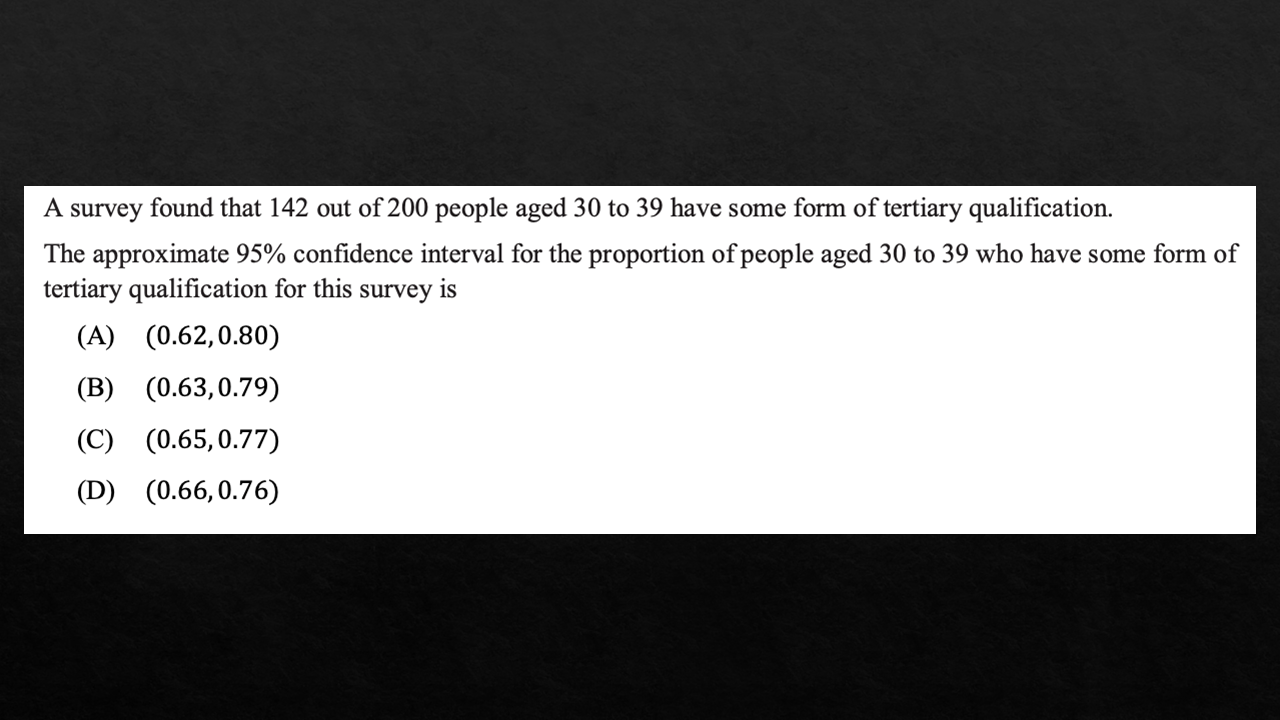 A survey found that 142 out of 200 people aged 30 to 39 have some form of tertiary qualification.
The approximate 95% confidence interval for the proportion of people aged 30 to 39 who have some form of
tertiary qualification for this survey is
(A) (0.62, 0.80)
(B) (0.63, 0.79)
(C) (0.65, 0.77)
(D) (0.66, 0.76)